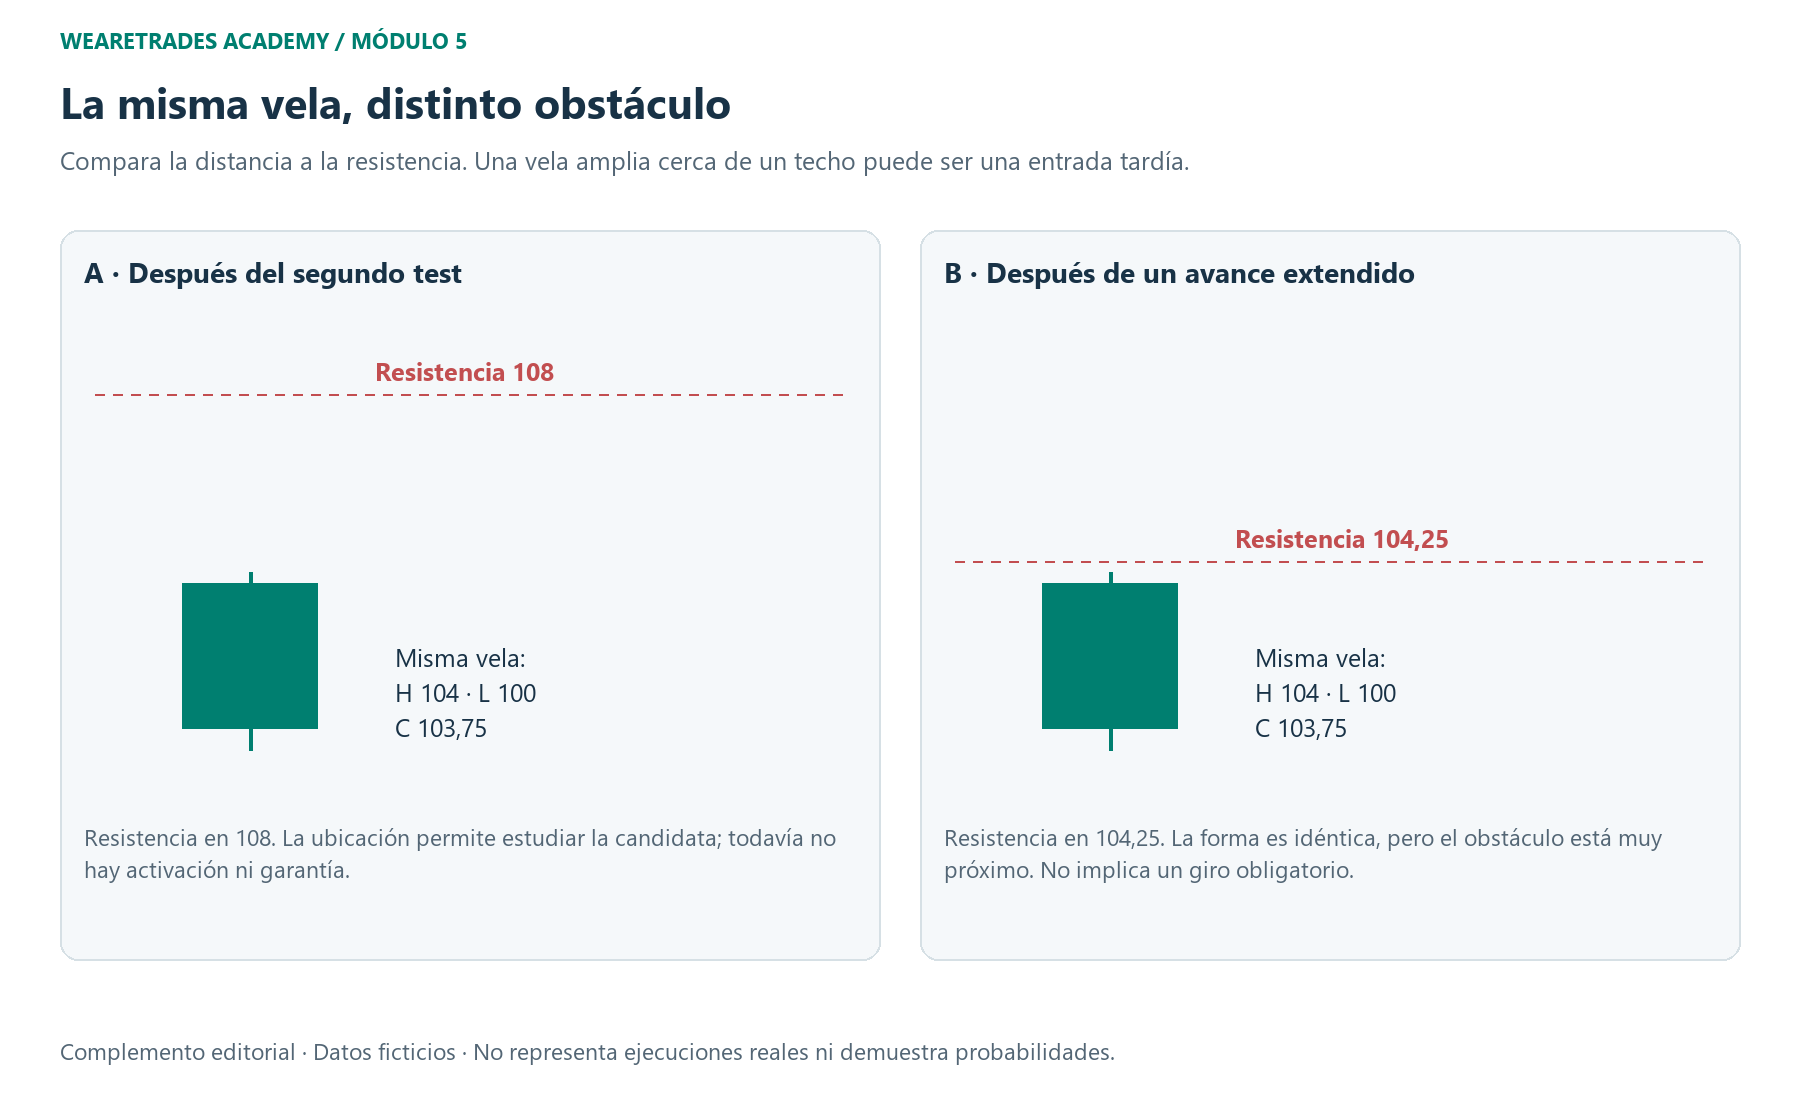 WEARETRADES ACADEMY / MÓDULO 5
La misma vela, distinto obstáculo
Compara la distancia a la resistencia. Una vela amplia cerca de un techo puede ser una entrada tardía.
A · Después del segundo test
Resistencia 108
Misma vela:
H 104 · L 100
C 103,75
Resistencia en 108. La ubicación permite estudiar la candidata; todavía no
hay activación ni garantía.
B · Después de un avance extendido
Resistencia 104,25
Misma vela:
H 104 · L 100
C 103,75
Resistencia en 104,25. La forma es idéntica, pero el obstáculo está muy
próximo. No implica un giro obligatorio.
Complemento editorial · Datos ficticios · No representa ejecuciones reales ni demuestra probabilidades.